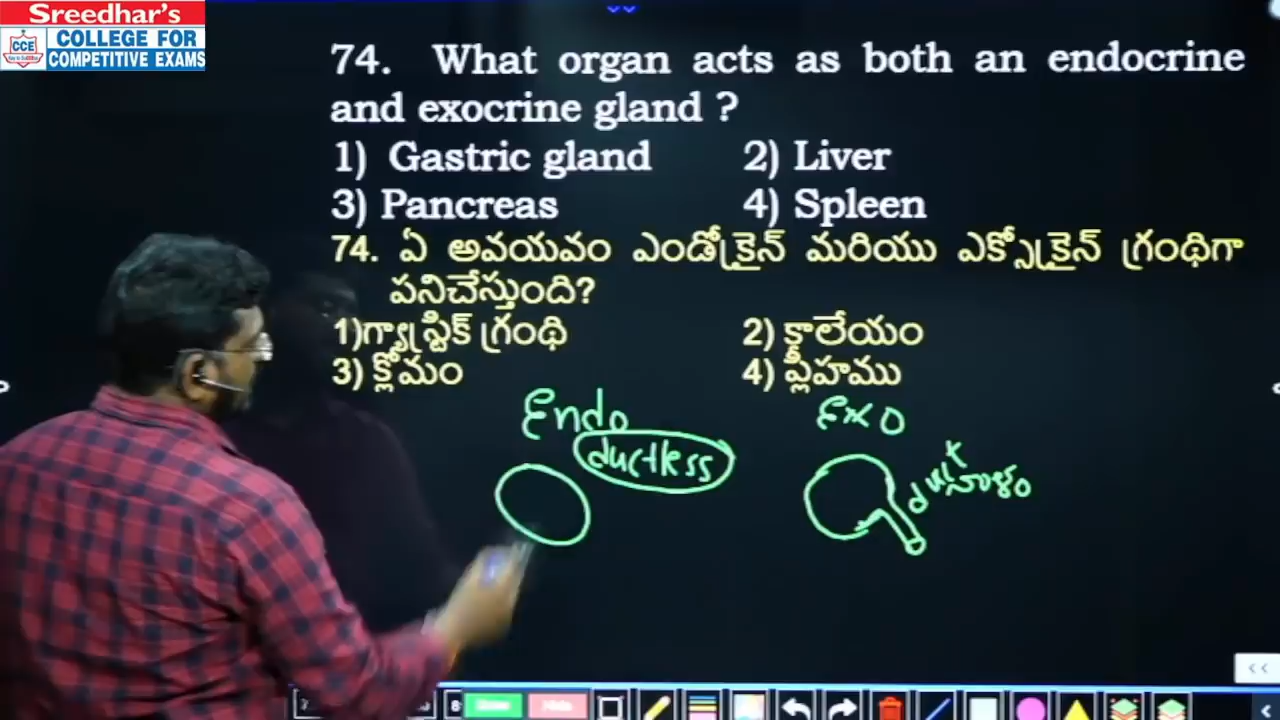 Sreedhar's
CCE
COLLEGE FOR
COMPETITIVE EXAMS
74. What organ acts as both an endocrine
and exocrine gland ?
1) Gastric gland 2) Liver
3) Pancreas 4) Spleen
74. ఏ అవయవం ఎండోక్రైన్ మరియు ఎక్సోక్రైన్ గ్రంథిగా
పనిచేస్తుంది?
1)గ్యాస్ట్రిక్ గ్రంథి 2) కాలేయం
3) క్లోమం 4) ప్లీహము
Endo Exo
ductless duct
నాళం
<<